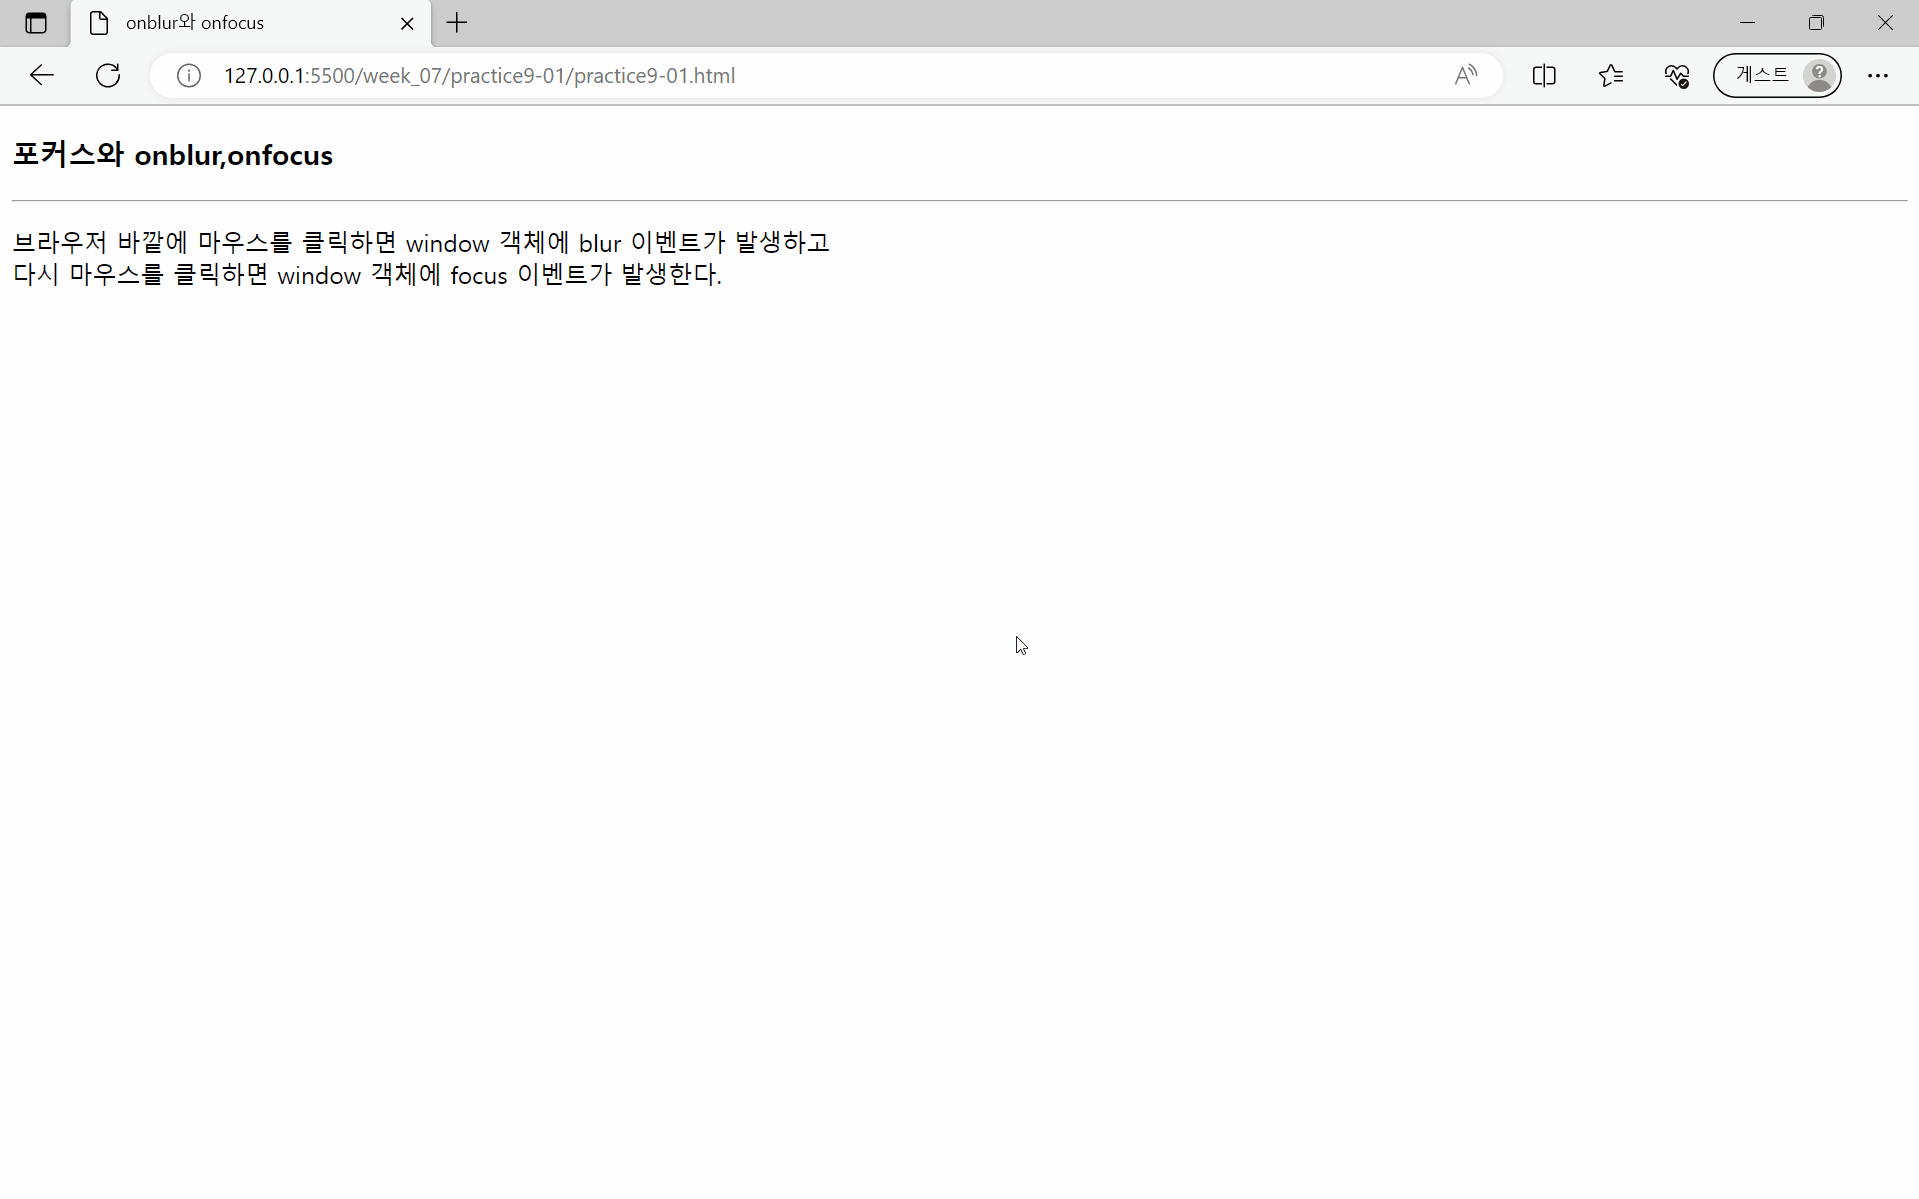 onblur와 onfocus
127.0.0.1:5500/week_07/practice9-01/practice9-01.html
게스트
포커스와 onblur,onfocus
브라우저 바깥에 마우스를 클릭하면 window 객체에 blur 이벤트가 발생하고
다시 마우스를 클릭하면 window 객체에 focus 이벤트가 발생한다.